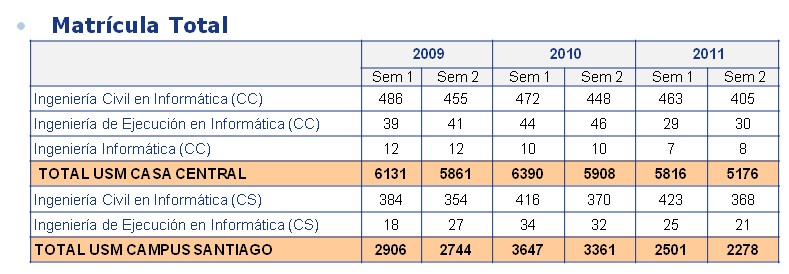 Matrícula Total
2009 2010 2011
Sem 1 Sem 2 Sem 1 Sem 2 Sem 1 Sem 2
Ingeniería Civil en Informática (CC) 486 455 472 448 463 405
Ingeniería de Ejecución en Informática (CC) 39 41 44 46 29 30
Ingeniería Informática (CC) 12 12 10 10 7 8
TOTAL USM CASA CENTRAL 6131 5861 6390 5908 5816 5176
Ingeniería Civil en Informática (CS) 384 354 416 370 423 368
Ingeniería de Ejecución en Informática (CS) 18 27 34 32 25 21
TOTAL USM CAMPUS SANTIAGO 2906 2744 3647 3361 2501 2278